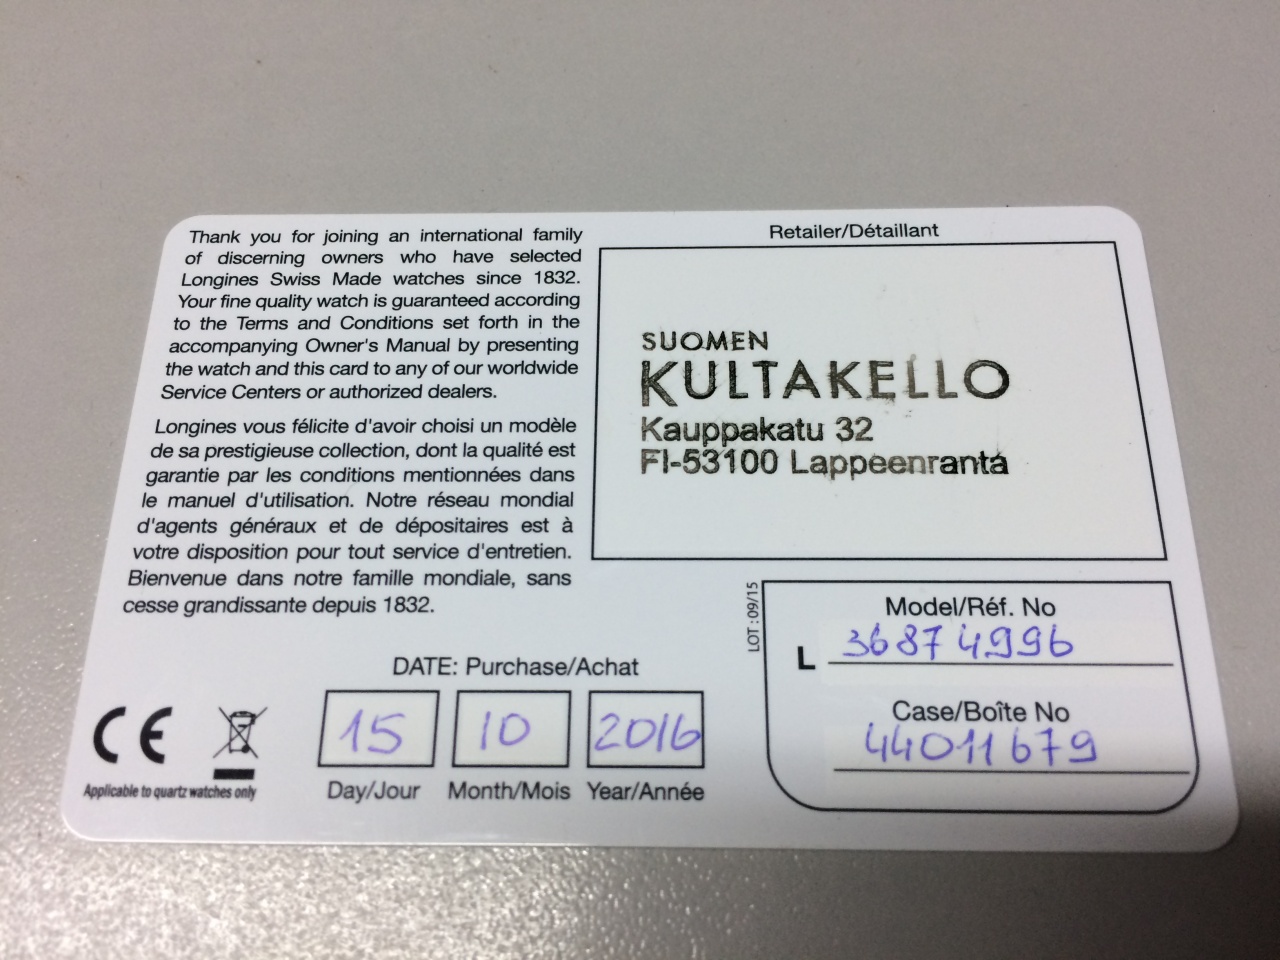 Thank you for joining an international family
of discerning owners who have selected
Longines Swiss Made watches since 1832.
Your fine quality watch is guaranteed according
to the Terms and Conditions set forth in the
accompanying Owner's Manual by presenting
the watch and this card to any of our worldwide
Service Centers or authorized dealers.
Longines vous félicite d'avoir choisi un modèle
de sa prestigieuse collection, dont la qualité est
garantie par les conditions mentionnées dans
le manuel d'utilisation. Notre réseau mondial
d'agents généraux et de dépositaires est à
votre disposition pour tout service d'entretien.
Bienvenue dans notre famille mondiale, sans
cesse grandissante depuis 1832.
Retailer/Détaillant
SUOMEN
KULTAKELLO
Kauppakatu 32
FI-53100 Lappeenranta
DATE: Purchase/Achat
15 10 2016
Day/Jour Month/Mois Year/Année
CE
Applicable to quartz watches only
LOT : 09/15
Model/Réf. No
L 36874996
Case/Boîte No
44011679